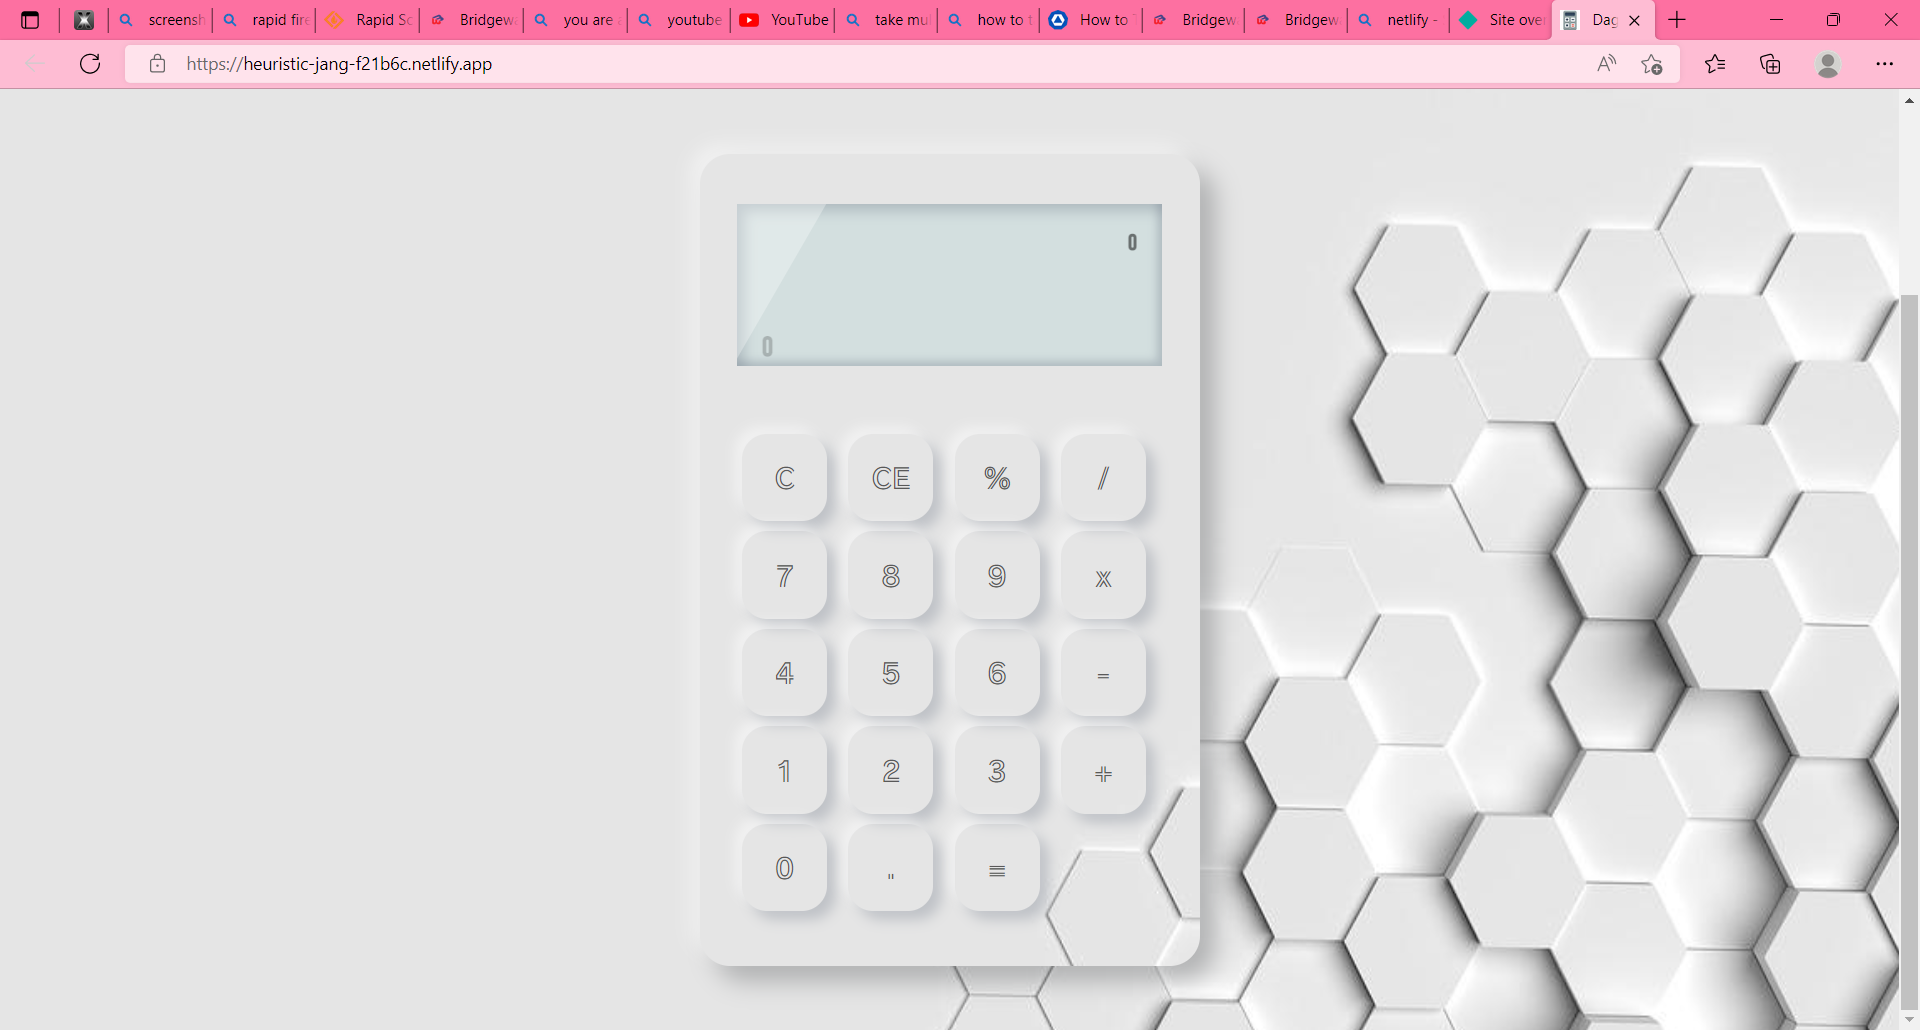 screensh
rapid fire
Rapid Sc
Bridgew
you are
youtube
YouTube
take mu
how to t
How to
Bridgew
Bridgew
netlify -
Site over
Dag
https://heuristic-jang-f21b6c.netlify.app
0
0
C CE % /
7 8 9 x
4 5 6 -
1 2 3 +
0 . =